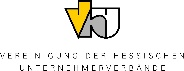 vhu
VEREINIGUNG DER HESSISCHEN
UNTERNEHMERVERBÄNDE